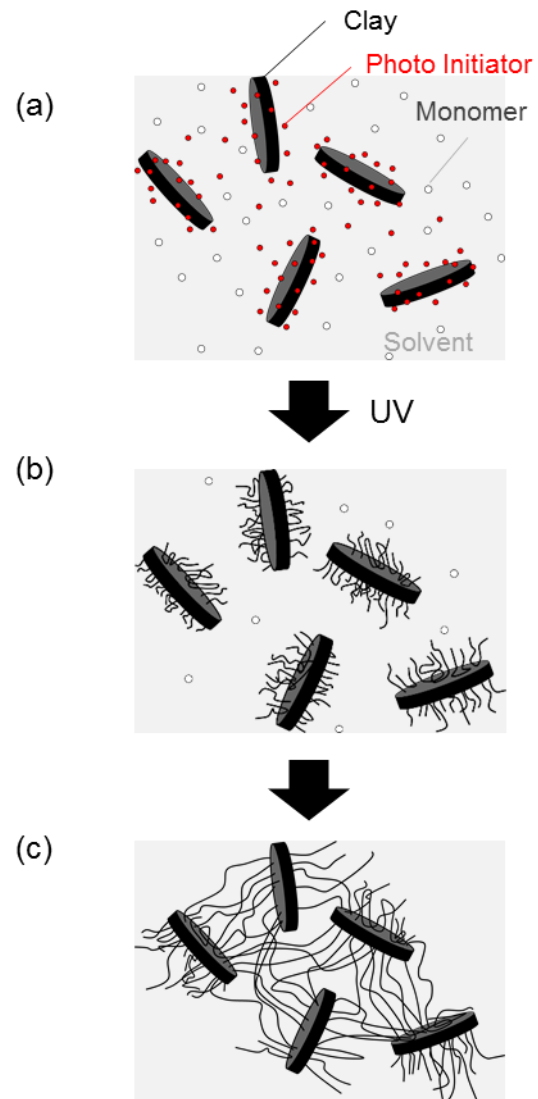 Clay
Photo Initiator
(a)
Monomer
Solvent
UV
(b)
(c)